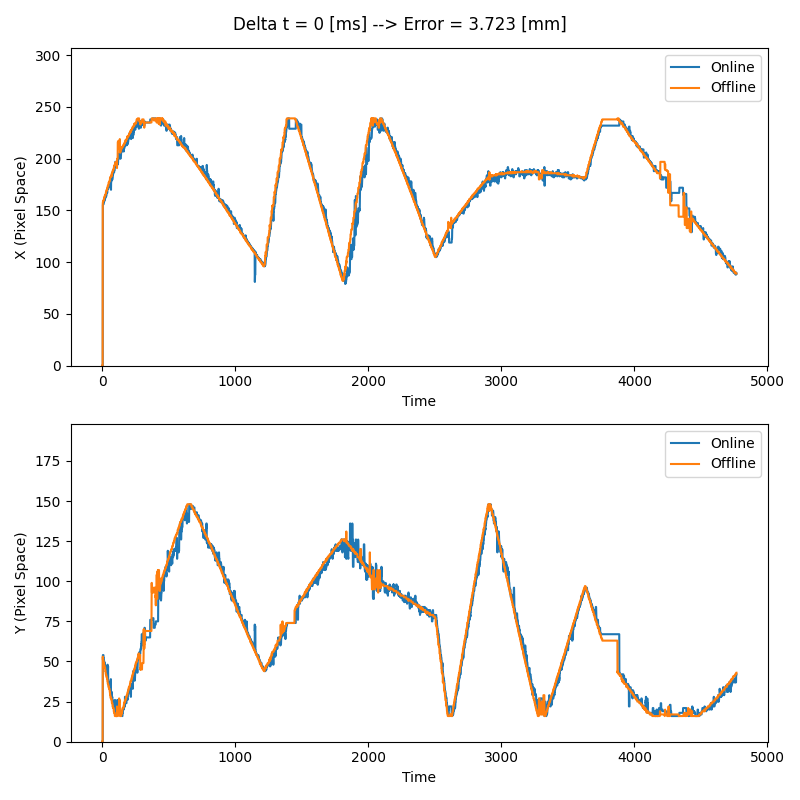 Delta t = 0 [ms] --> Error = 3.723 [mm]
300
250
200
150
100
50
0
X (Pixel Space)
Online
Offline
0 1000 2000 3000 4000 5000
Time
175
150
125
100
75
50
25
0
Y (Pixel Space)
Online
Offline
0 1000 2000 3000 4000 5000
Time